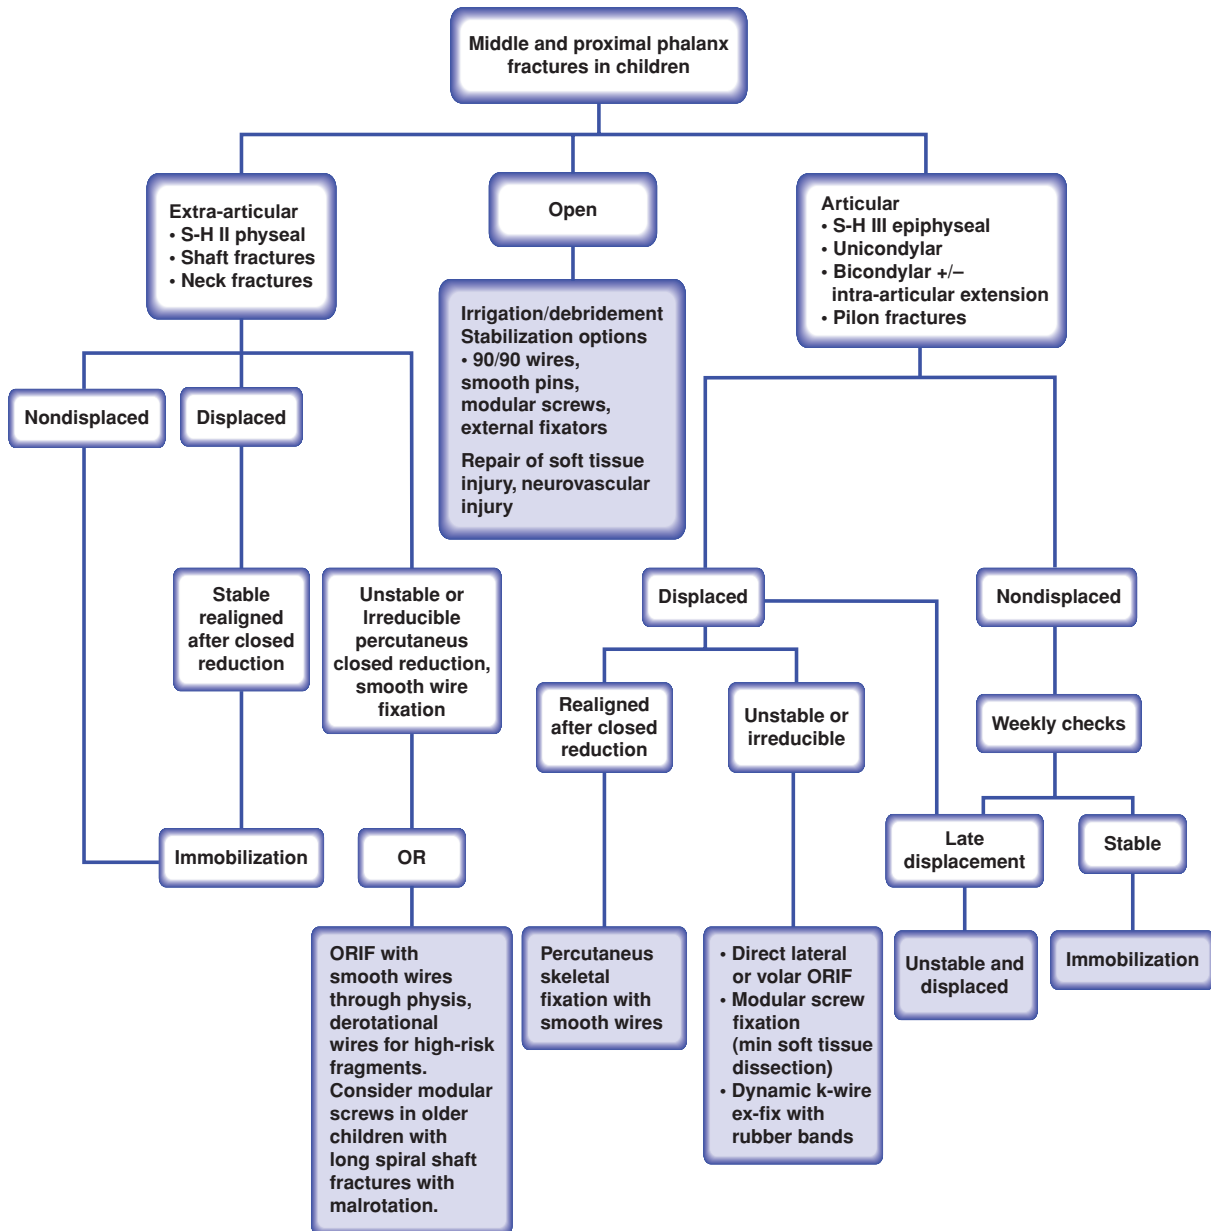 Middle and proximal phalanx
fractures in children
Extra-articular
• S-H II physeal
• Shaft fractures
• Neck fractures
Open
Articular
• S-H III epiphyseal
• Unicondylar
• Bicondylar +/–
intra-articular extension
• Pilon fractures
Irrigation/debridement
Stabilization options
• 90/90 wires,
smooth pins,
modular screws,
external fixators
Repair of soft tissue
injury, neurovascular
injury
Nondisplaced
Displaced
Stable
realigned
after closed
reduction
Unstable or
Irreducible
percutaneus
closed reduction,
smooth wire
fixation
Displaced
Nondisplaced
Realigned
after closed
reduction
Unstable or
irreducible
Weekly checks
Immobilization
OR
Late
displacement
Stable
ORIF with
smooth wires
through physis,
derotational
wires for high-risk
fragments.
Consider modular
screws in older
children with
long spiral shaft
fractures with
malrotation.
Percutaneus
skeletal
fixation with
smooth wires
• Direct lateral
or volar ORIF
• Modular screw
fixation
(min soft tissue
dissection)
• Dynamic k-wire
ex-fix with
rubber bands
Unstable and
displaced
Immobilization